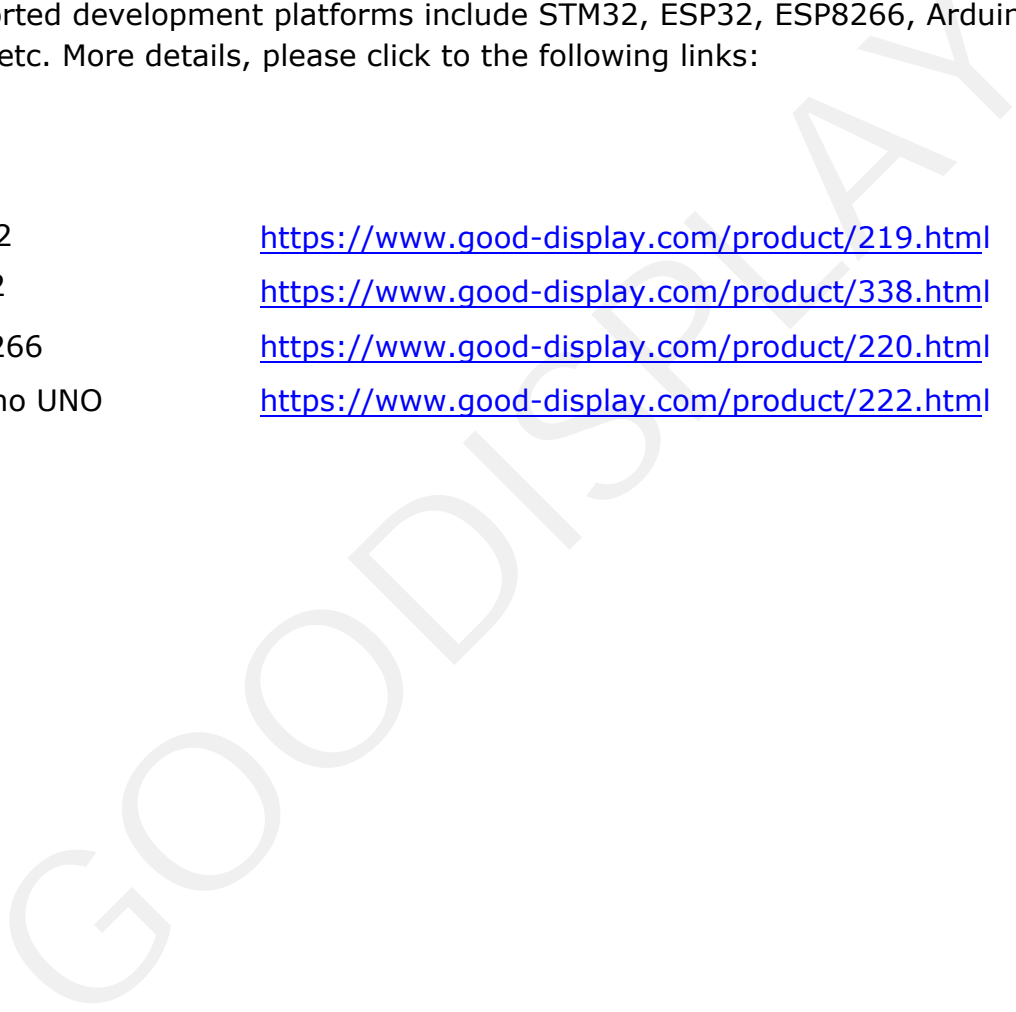 rted development platforms include STM32, ESP32, ESP8266, Arduin
etc. More details, please click to the following links:
2 https://www.good-display.com/product/219.html
2 https://www.good-display.com/product/338.html
266 https://www.good-display.com/product/220.html
no UNO https://www.good-display.com/product/222.html
GOODISPLAY